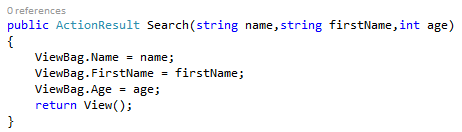 0 references
public ActionResult Search(string name,string firstName,int age)
{
    ViewBag.Name = name;
    ViewBag.FirstName = firstName;
    ViewBag.Age = age;
    return View();
}